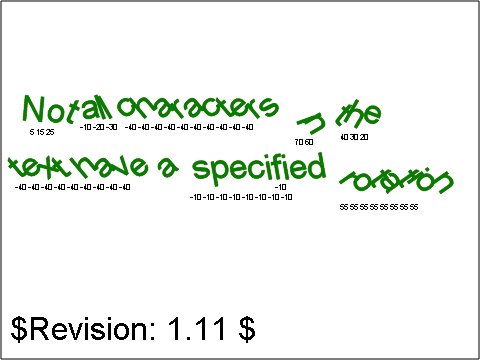 Not all characters in the
5 15 25 -10 -20 -30 -40 -40 -40 -40 -40 -40 -40 -40 -40 -40 70 60 40 30 20
text have a specified rotation
-40 -40 -40 -40 -40 -40 -40 -40 -40 -10
-10 -10 -10 -10 -10 -10 -10 -10 55 55 55 55 55 55 55 55
$Revision: 1.11 $